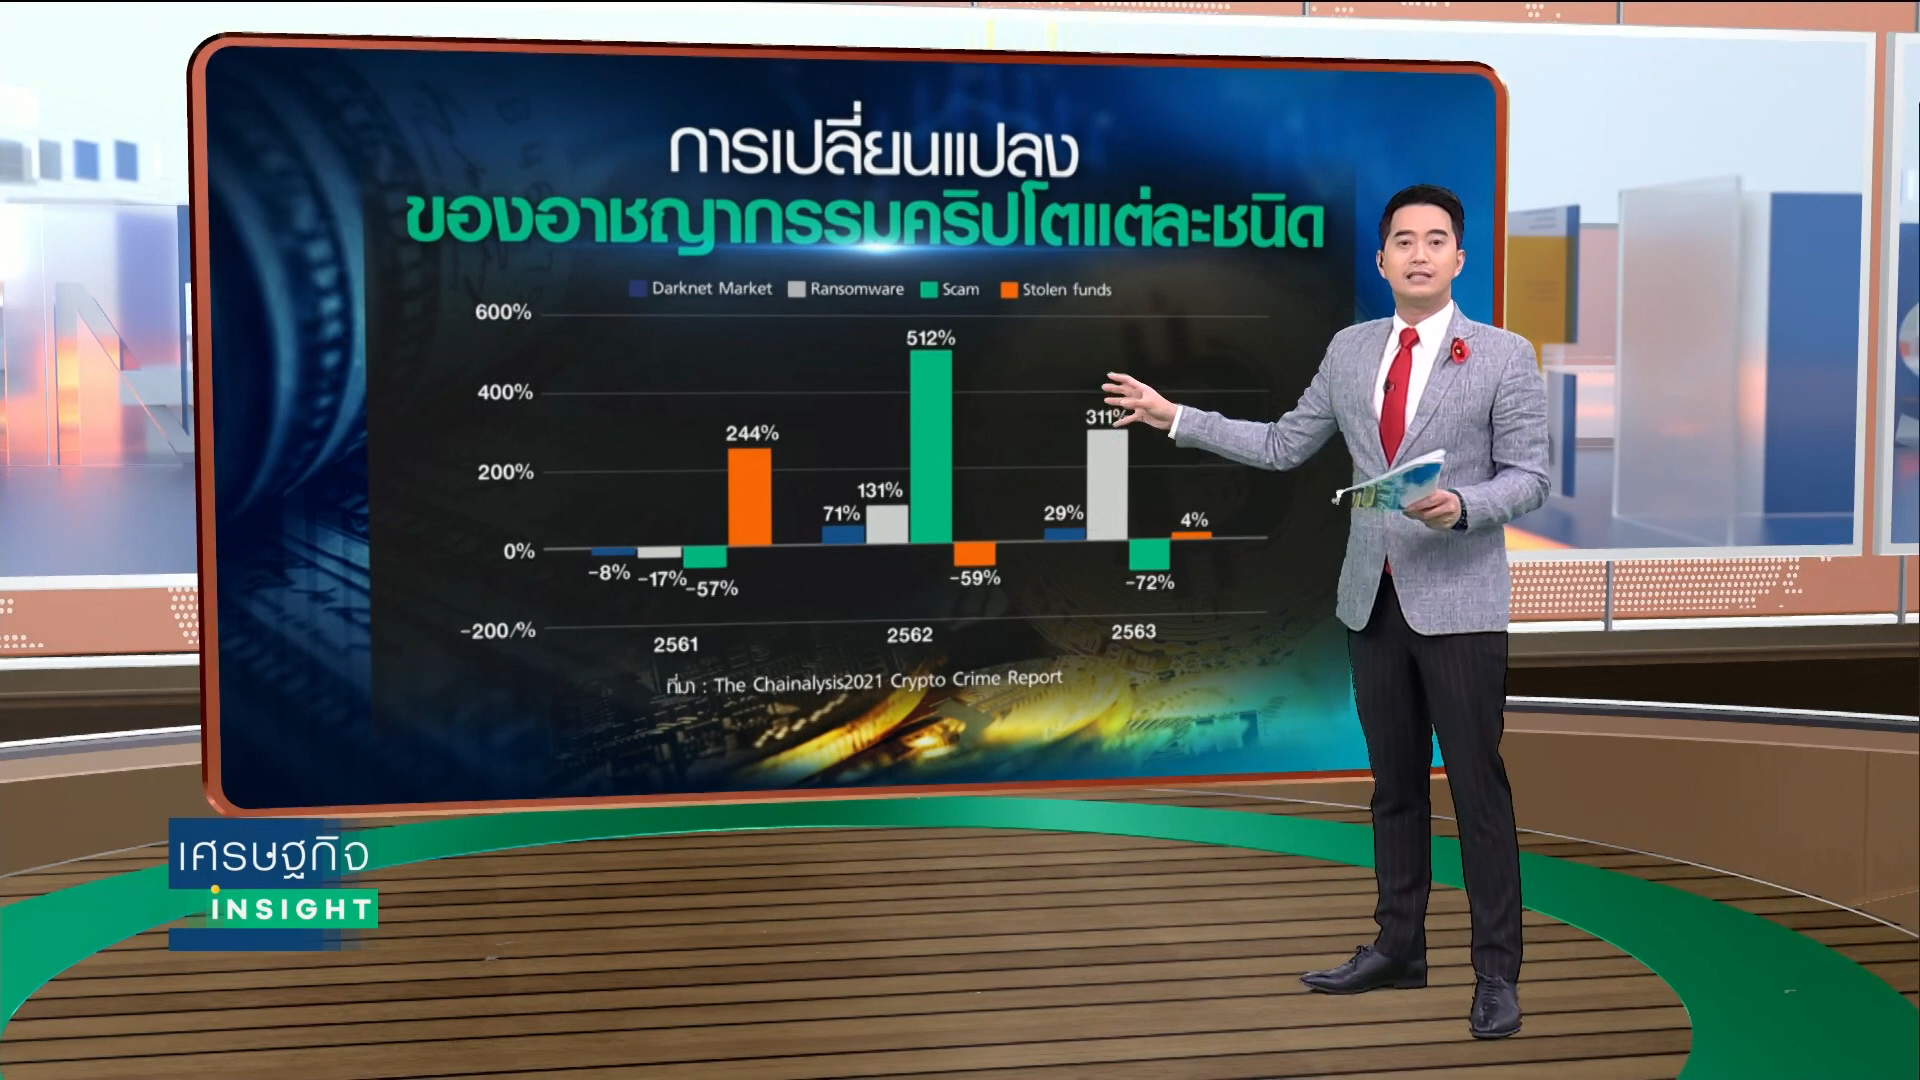 การเปลี่ยนแปลง
ของอาชญากรรมคริปโตแต่ละชนิด
Darknet Market Ransomware Scam Stolen funds
600%
400%
200%
0%
-200/%
-8% -17% -57% 244%
71% 131% 512% -59%
29% 311% -72% 4%
2561 2562 2563
ที่มา : The Chainalysis2021 Crypto Crime Report
เศรษฐกิจ
INSIGHT